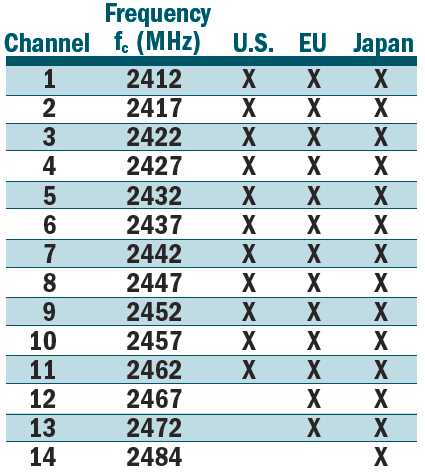 Frequency
Channel fc (MHz) U.S. EU Japan
1 2412 X X X
2 2417 X X X
3 2422 X X X
4 2427 X X X
5 2432 X X X
6 2437 X X X
7 2442 X X X
8 2447 X X X
9 2452 X X X
10 2457 X X X
11 2462 X X X
12 2467 X X
13 2472 X X
14 2484 X